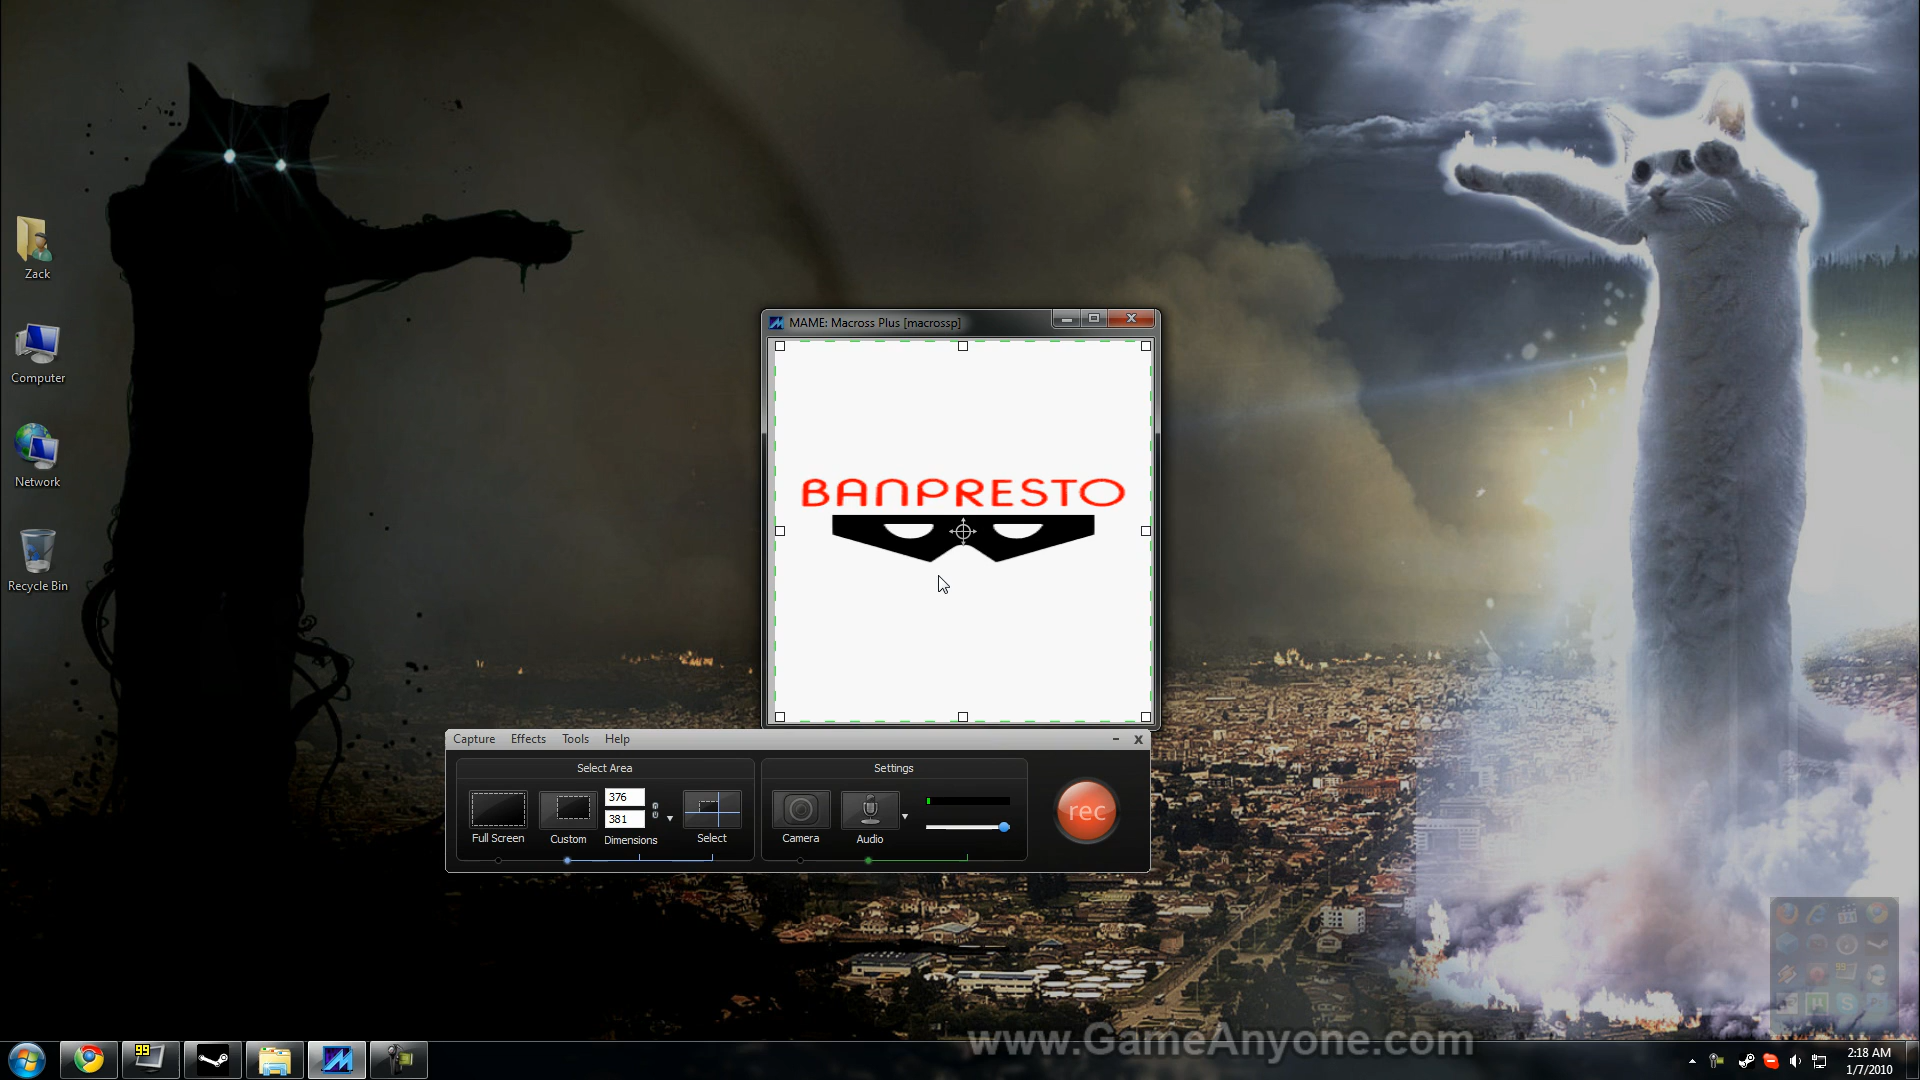 Zack
Computer
Network
Recycle Bin
MAME: Macross Plus [macrossp]
BANPRESTO
Capture Effects Tools Help
Select Area
Settings
376
381
Full Screen
Custom
Dimensions
Select
Camera
Audio
rec
www.GameAnyone.com
99
2:18 AM
1/7/2010